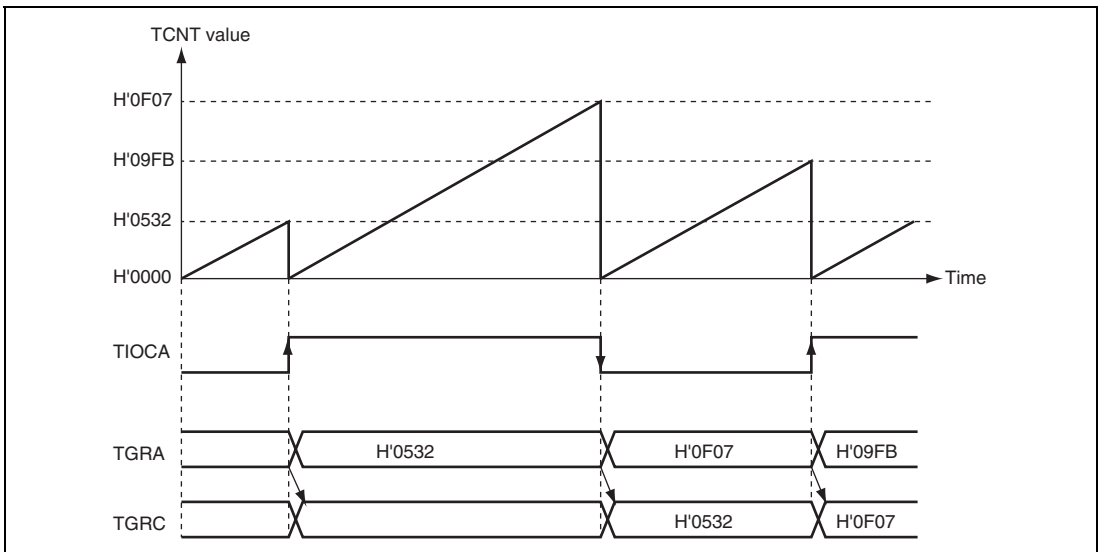 TCNT value
H'0F07
H'09FB
H'0532
H'0000
Time
TIOCA
TGRA
H'0532
H'0F07
H'09FB
TGRC
H'0532
H'0F07